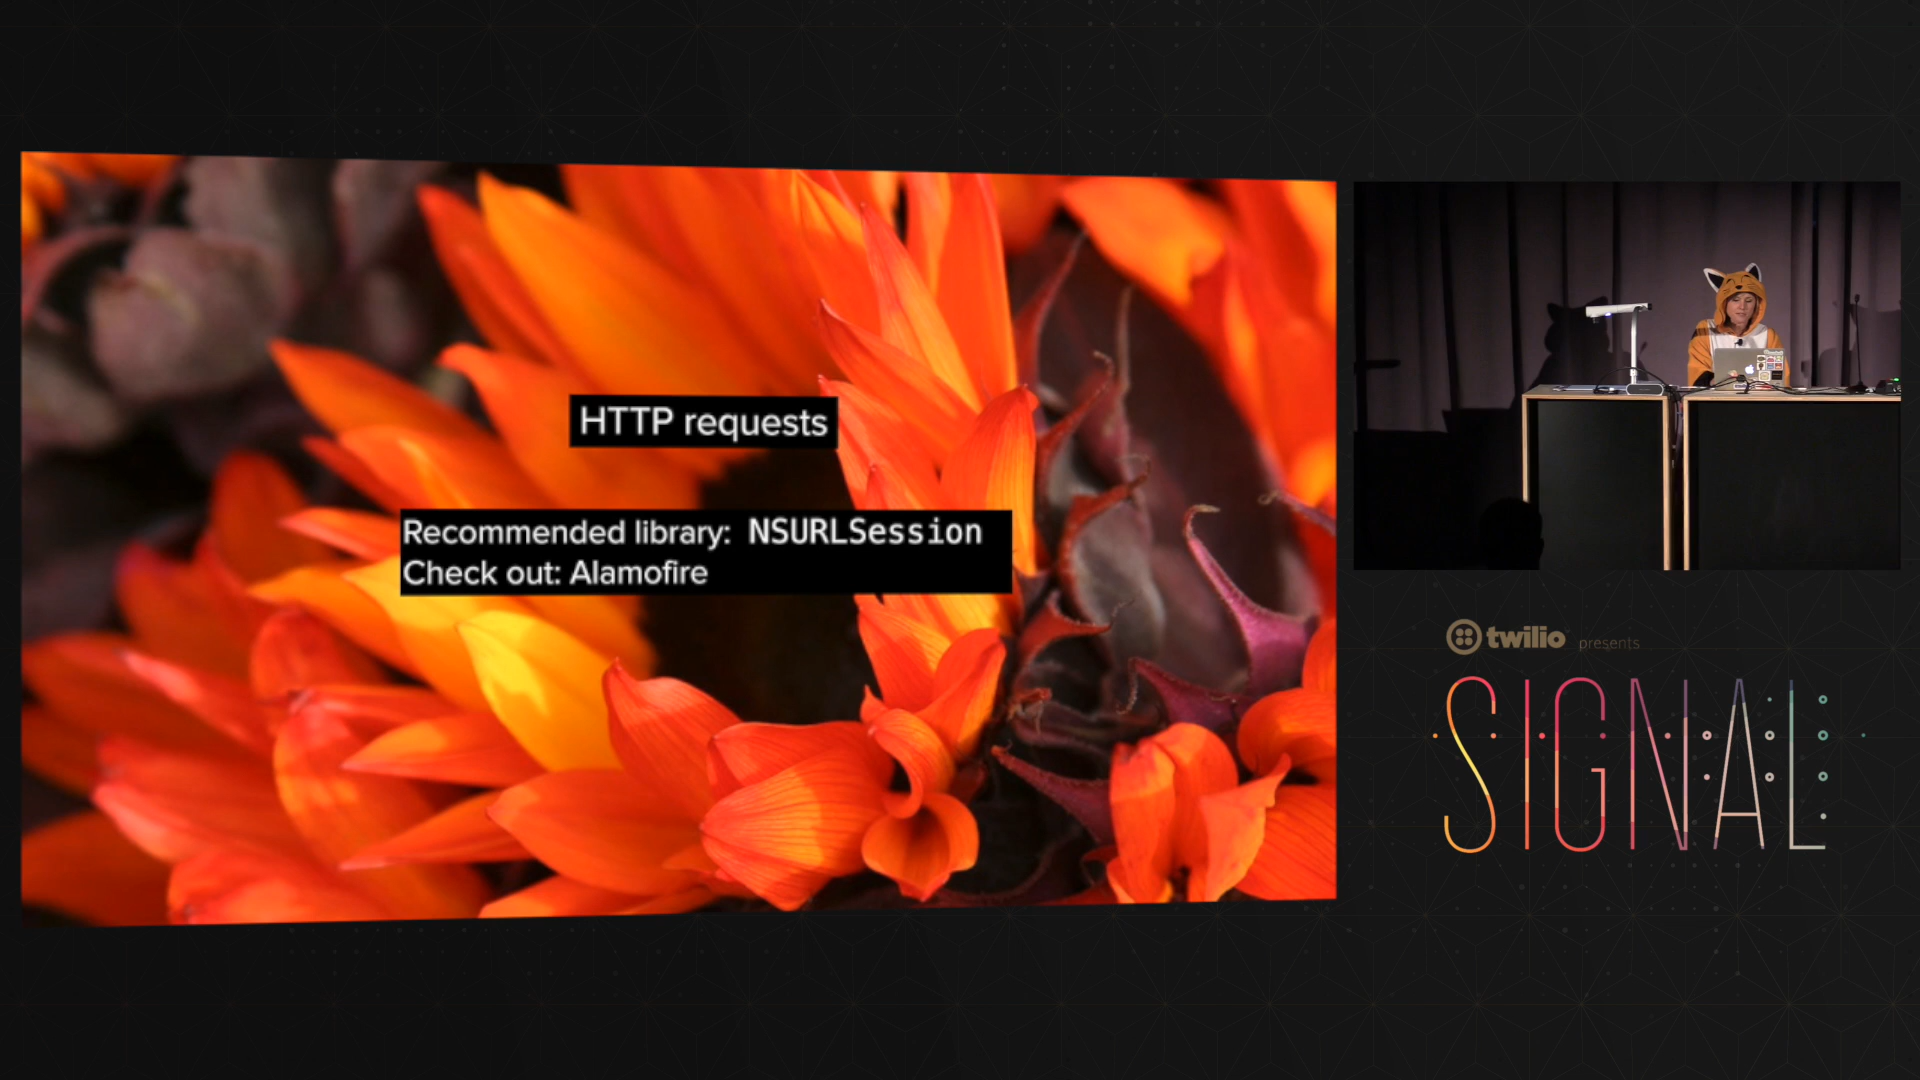 HTTP requests
Recommended library: NSURLSession
Check out: Alamofire
twilio presents
SIGNAL